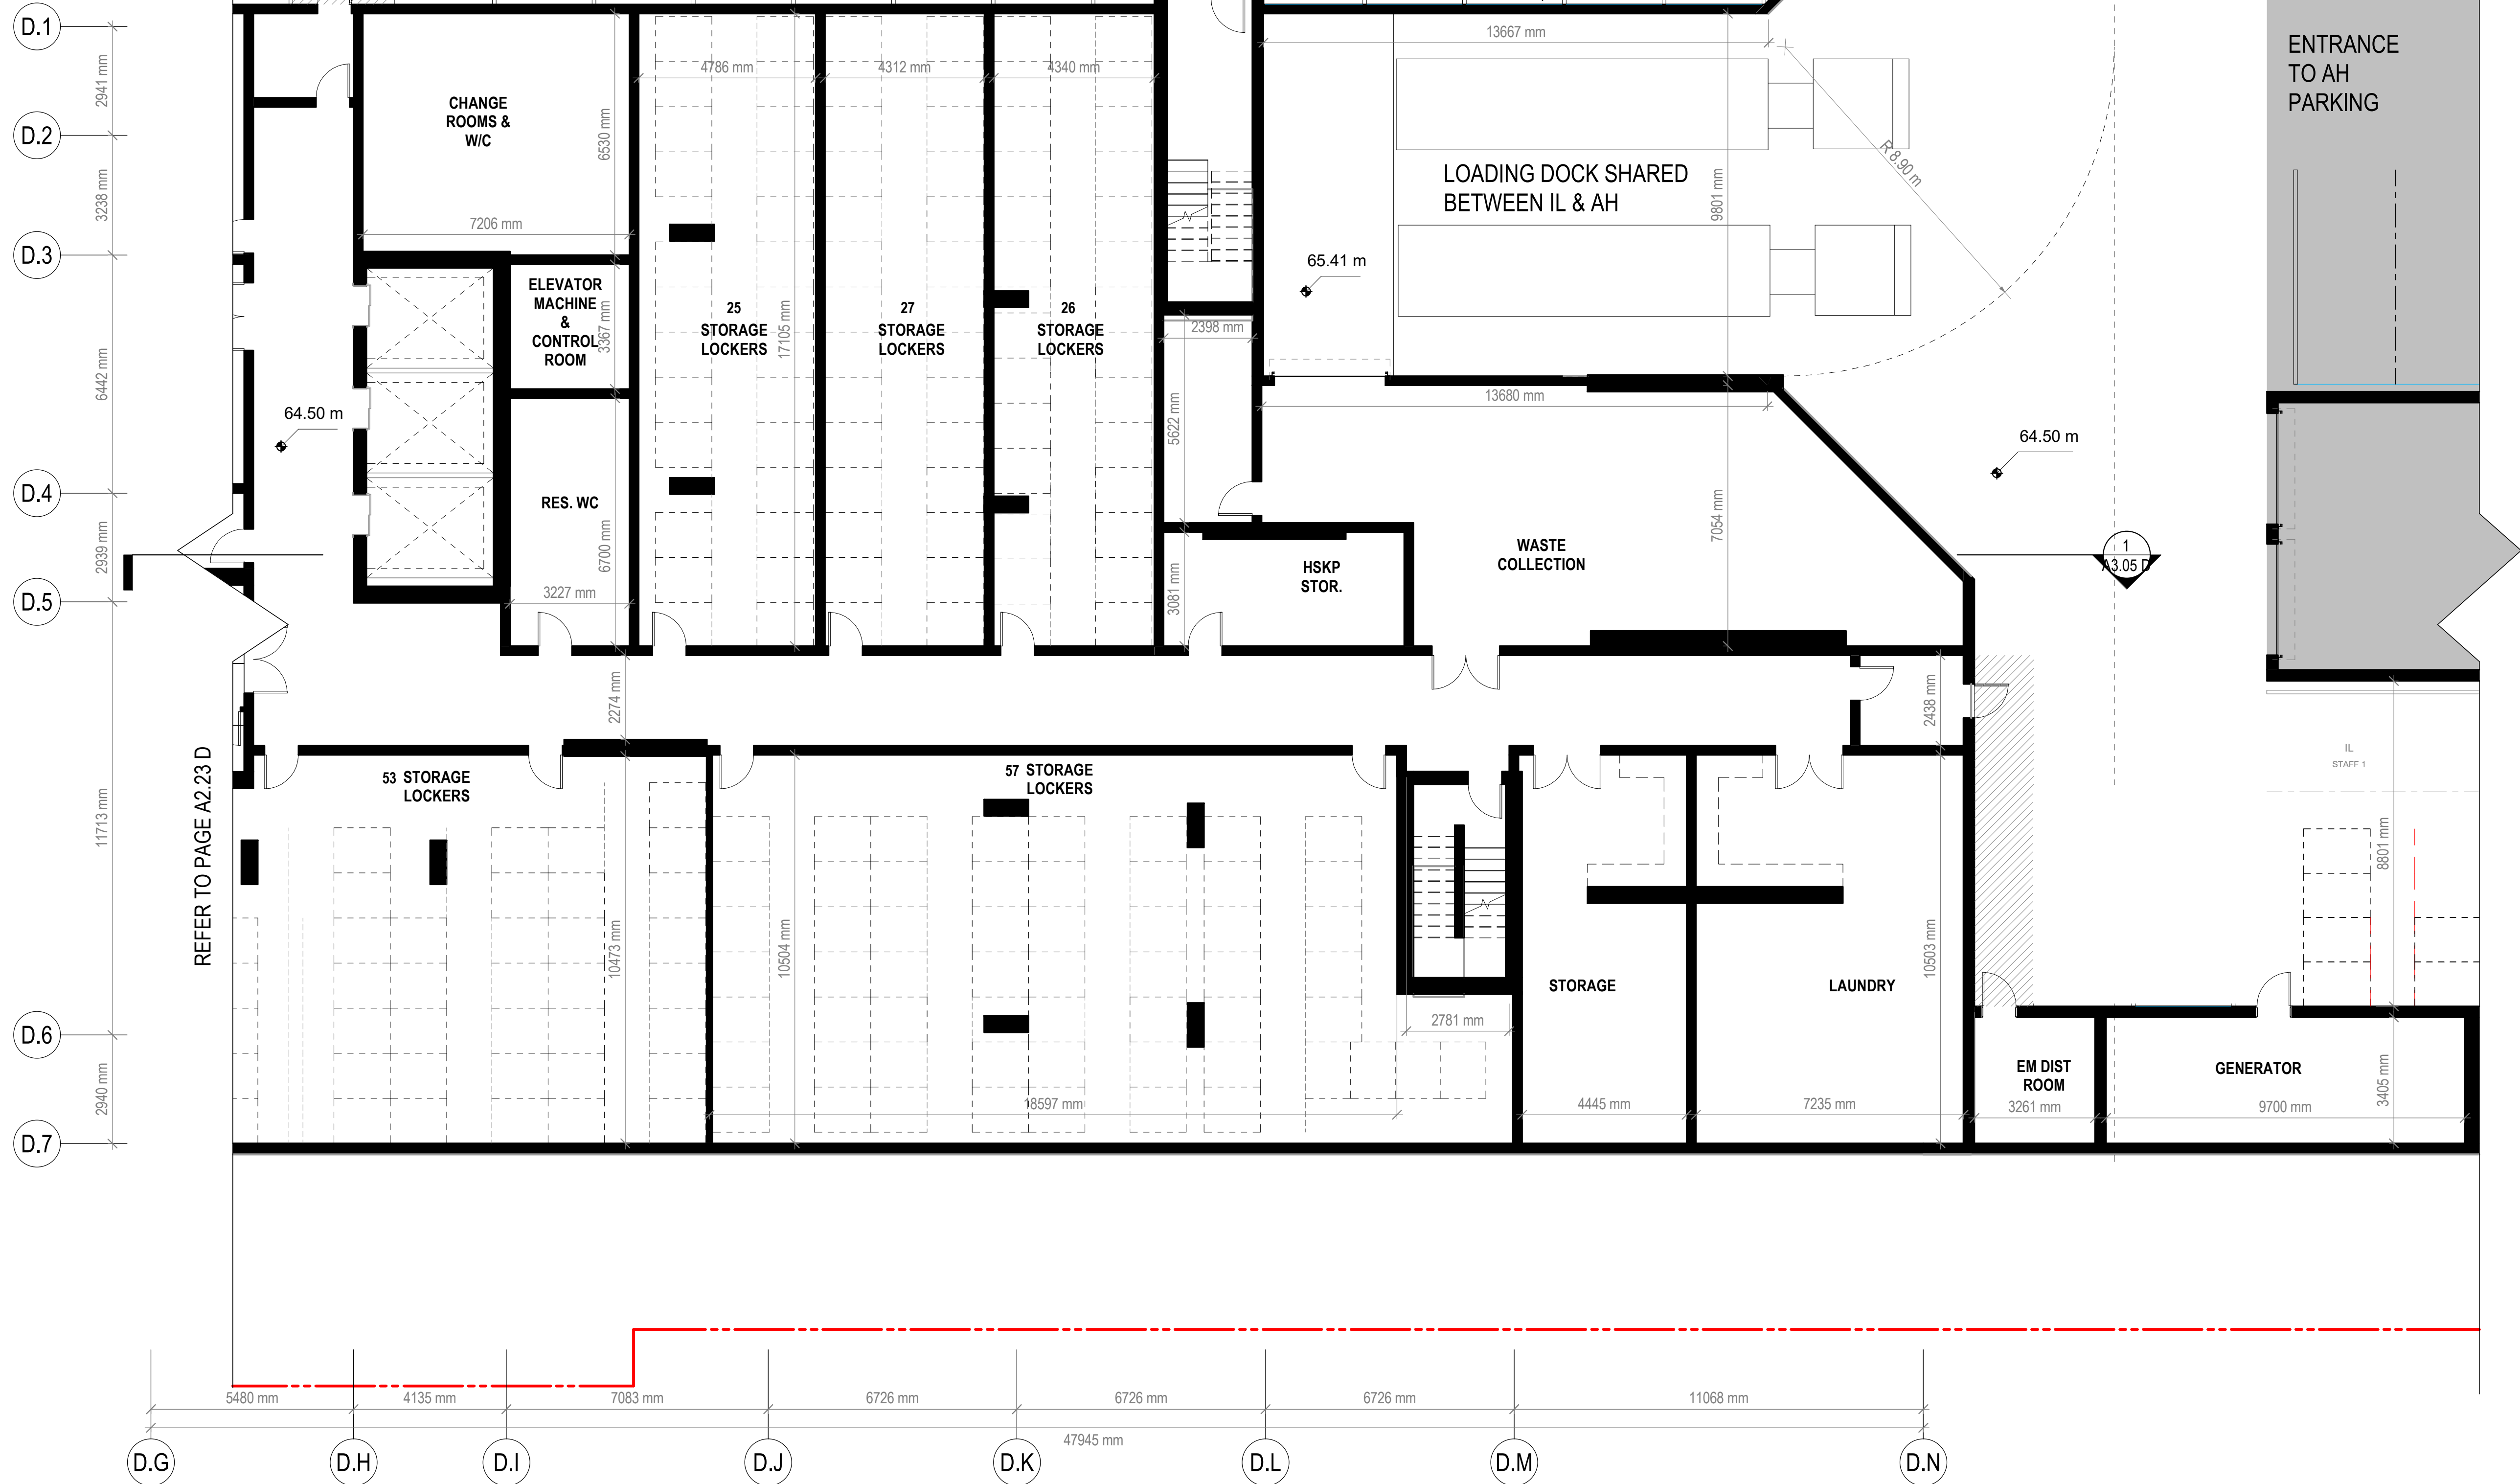 D.1
D.2
D.3
D.4
D.5
D.6
D.7
2941 mm
3238 mm
6442 mm
2939 mm
11713 mm
2940 mm
CHANGE
ROOMS &
W/C
6530 mm
7206 mm
4786 mm
4312 mm
4340 mm
13667 mm
ENTRANCE
TO AH
PARKING
R 8.90 m
LOADING DOCK SHARED
BETWEEN IL & AH
9801 mm
65.41 m
ELEVATOR
MACHINE
&
CONTROL
ROOM
3367 mm
25
STORAGE
LOCKERS
17105 mm
27
STORAGE
LOCKERS
26
STORAGE
LOCKERS
2398 mm
64.50 m
5622 mm
13680 mm
64.50 m
RES. WC
6700 mm
3227 mm
7054 mm
WASTE
COLLECTION
HSKP
STOR.
3081 mm
1
A3.05 D
2274 mm
2438 mm
REFER TO PAGE A2.23 D
53 STORAGE
LOCKERS
57 STORAGE
LOCKERS
IL
STAFF 1
8801 mm
10473 mm
10504 mm
10503 mm
STORAGE
LAUNDRY
2781 mm
18597 mm
4445 mm
7235 mm
EM DIST
ROOM
3261 mm
GENERATOR
9700 mm
3405 mm
5480 mm
4135 mm
7083 mm
6726 mm
6726 mm
6726 mm
11068 mm
47945 mm
D.G
D.H
D.I
D.J
D.K
D.L
D.M
D.N